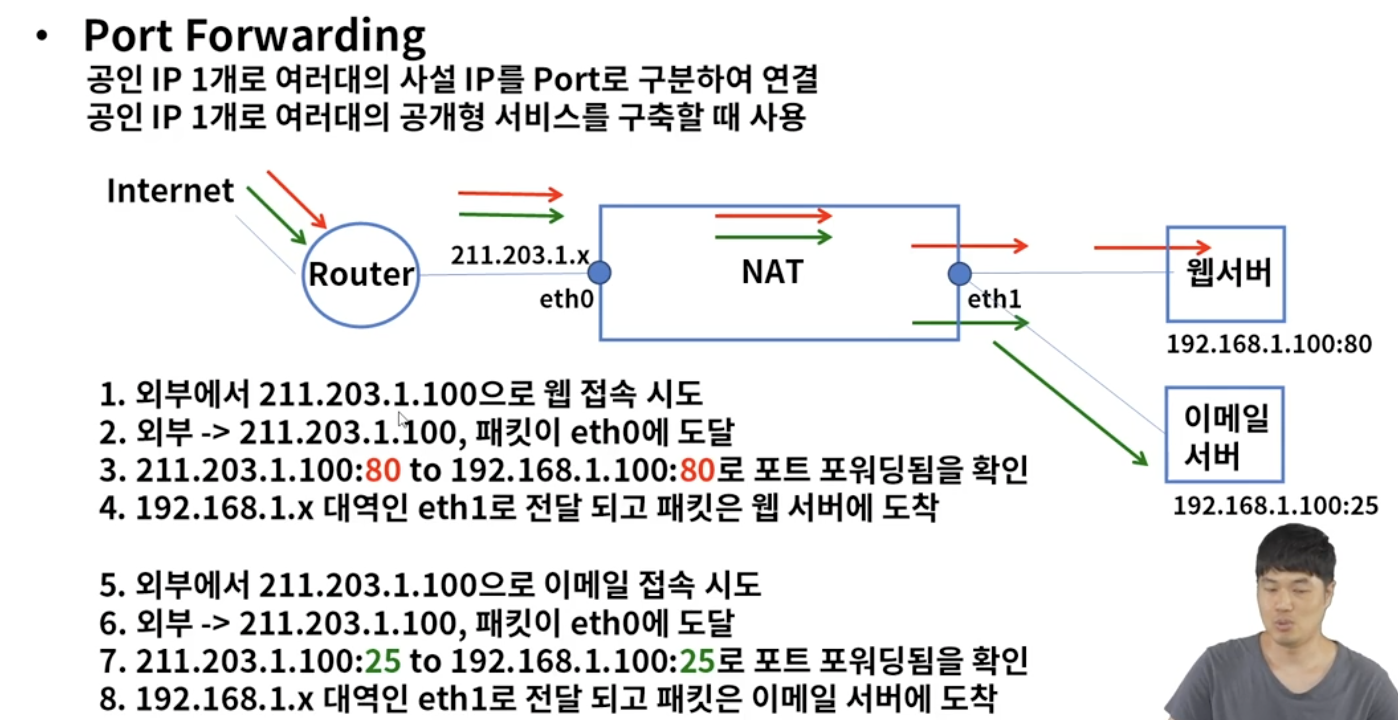 • Port Forwarding
공인 IP 1개로 여러대의 사설 IP를 Port로 구분하여 연결
공인 IP 1개로 여러대의 공개형 서비스를 구축할 때 사용
Internet
Router
211.203.1.x
eth0
NAT
eth1
웹서버
192.168.1.100:80
이메일
서버
192.168.1.100:25
1. 외부에서 211.203.1.100으로 웹 접속 시도
2. 외부 -> 211.203.1.100, 패킷이 eth0에 도달
3. 211.203.1.100:80 to 192.168.1.100:80로 포트 포워딩됨을 확인
4. 192.168.1.x 대역인 eth1로 전달 되고 패킷은 웹 서버에 도착
5. 외부에서 211.203.1.100으로 이메일 접속 시도
6. 외부 -> 211.203.1.100, 패킷이 eth0에 도달
7. 211.203.1.100:25 to 192.168.1.100:25로 포트 포워딩됨을 확인
8. 192.168.1.x 대역인 eth1로 전달 되고 패킷은 이메일 서버에 도착